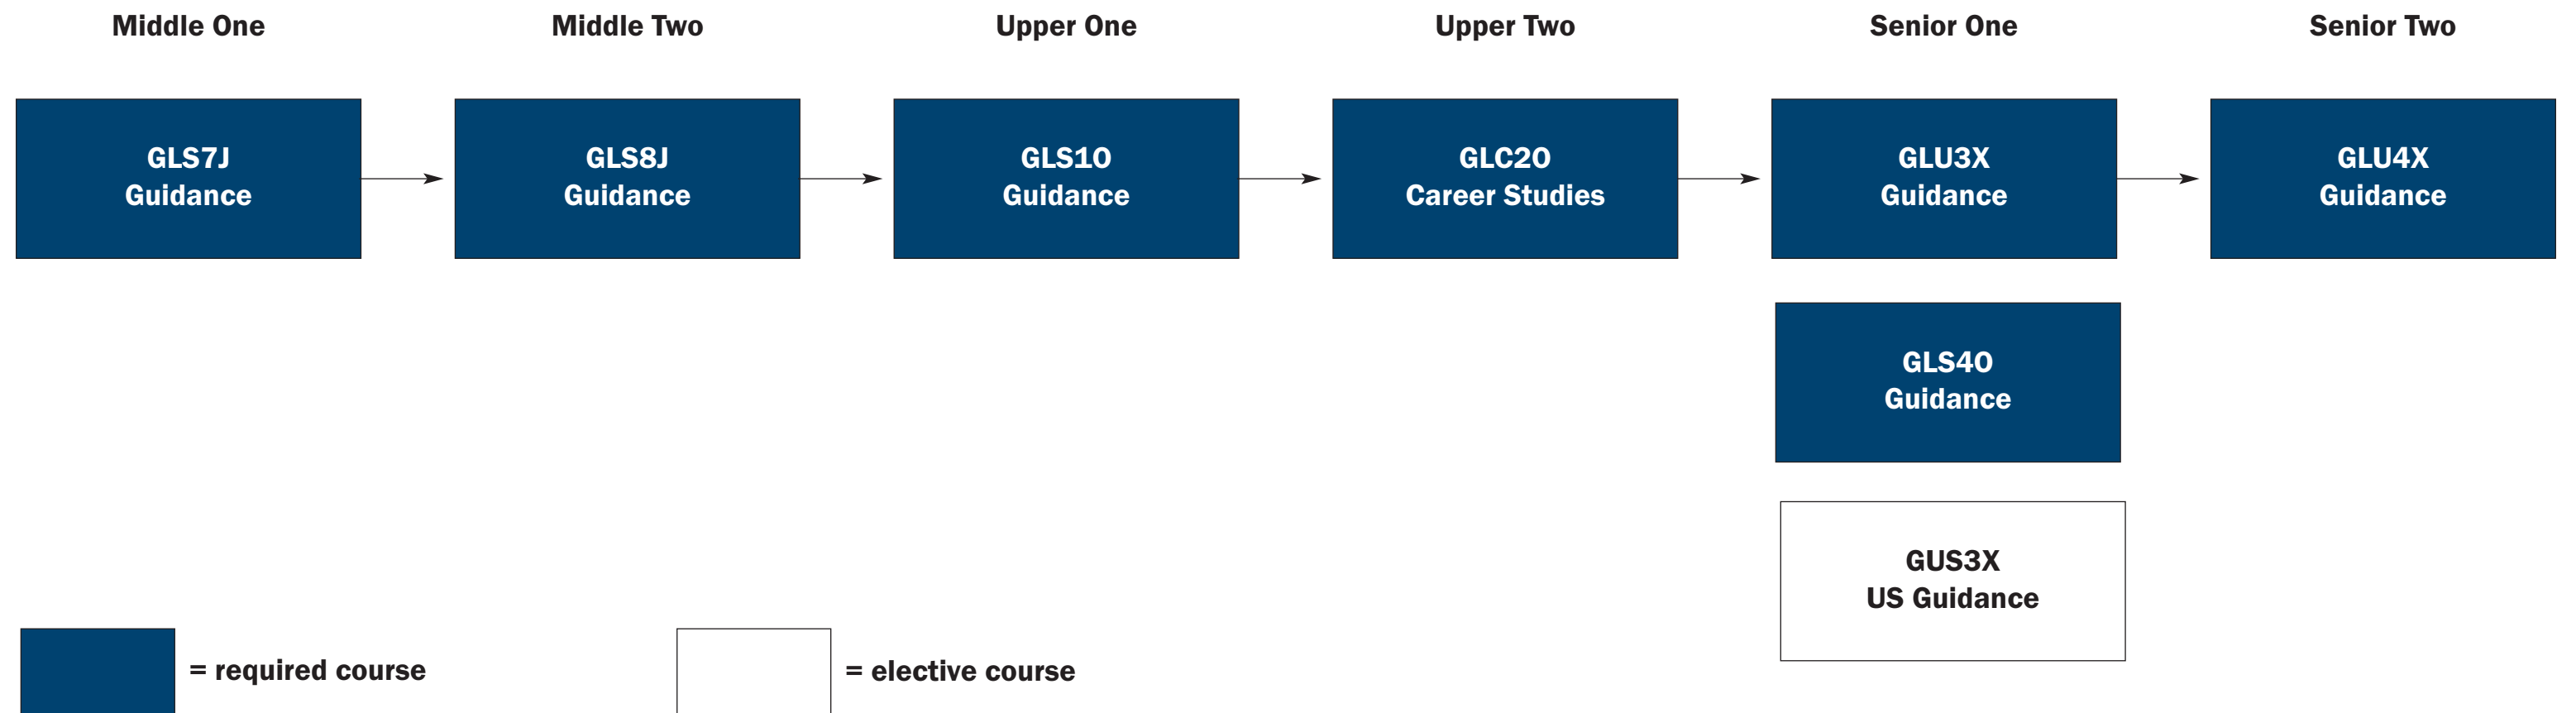 Middle One
Middle Two
Upper One
Upper Two
Senior One
Senior Two
GLS7J
Guidance
GLS8J
Guidance
GLS1O
Guidance
GLC2O
Career Studies
GLU3X
Guidance
GLU4X
Guidance
GLS4O
Guidance
GUS3X
US Guidance
= required course
= elective course